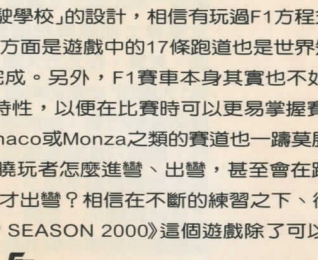 駛學校」的設計，相信有玩過F1方程式
方面是遊戲中的17條跑道也是世界
完成。另外，F1賽車本身其實也不如
特性，以便在比賽時可以更易掌握賽
naco或Monza之類的賽道也一躊莫展
曉玩者怎麼進彎、出彎，甚至會在跑
才出彎？相信在不斷的練習之下、徐
SEASON 2000》這個遊戲除了可以